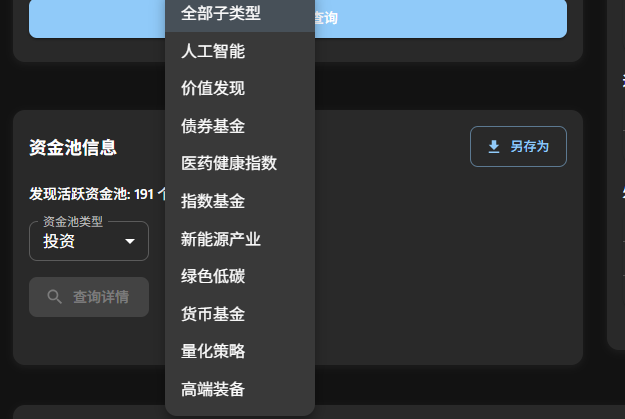 全部子类型
查询
人工智能
价值发现
债券基金
医药健康指数
指数基金
新能源产业
绿色低碳
货币基金
量化策略
高端装备
资金池信息
另存为
发现活跃资金池: 191 个
资金池类型
投资
查询详情